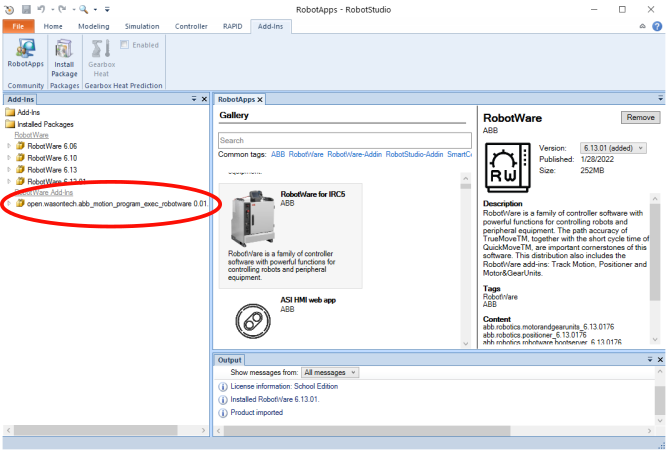 RobotApps - RobotStudio
File Home Modeling Simulation Controller RAPID Add-Ins
RobotApps
Install Package
Gearbox Heat
Enabled
Community Packages Gearbox Heat Prediction
Add-Ins
Add-Ins
Installed Packages
RobotWare
RobotWare 6.06
RobotWare 6.10
RobotWare 6.13
RobotWare 6.13.01
RobotWare Add-Ins
open.wasontech.abb_motion_program_exec_robotware 0.01.
RobotApps
Gallery
Search
Common tags: ABB RobotWare RobotWare-Addin RobotStudio-Addin SmartCo
equipment.
RobotWare for IRC5
ABB
RobotWare is a family of controller
software with powerful functions for
controlling robots and peripheral
equipment.
ASI HMI web app
ABB
RobotWare
Remove
ABB
RW
Version: 6.13.01 (added)
Published: 1/28/2022
Size: 252MB
Description
RobotWare is a family of controller software with
powerful functions for controlling robots and
peripheral equipment. The path accuracy of
TrueMoveTM, together with the short cycle time of
QuickMoveTM, are important cornerstones of this
software. This distribution also includes the
RobotWare add-ins: Track Motion, Positioner and
Motor&GearUnits.
Tags
RobotWare
ABB
Content
abb.robotics.motorandgearunits_6.13.0176
abb.robotics.positioner_6.13.0176
abb.robotics.robotware.bootserver_6.13.0176
Output
Show messages from: All messages
License information: School Edition
Installed RobotWare 6.13.01.
Product imported